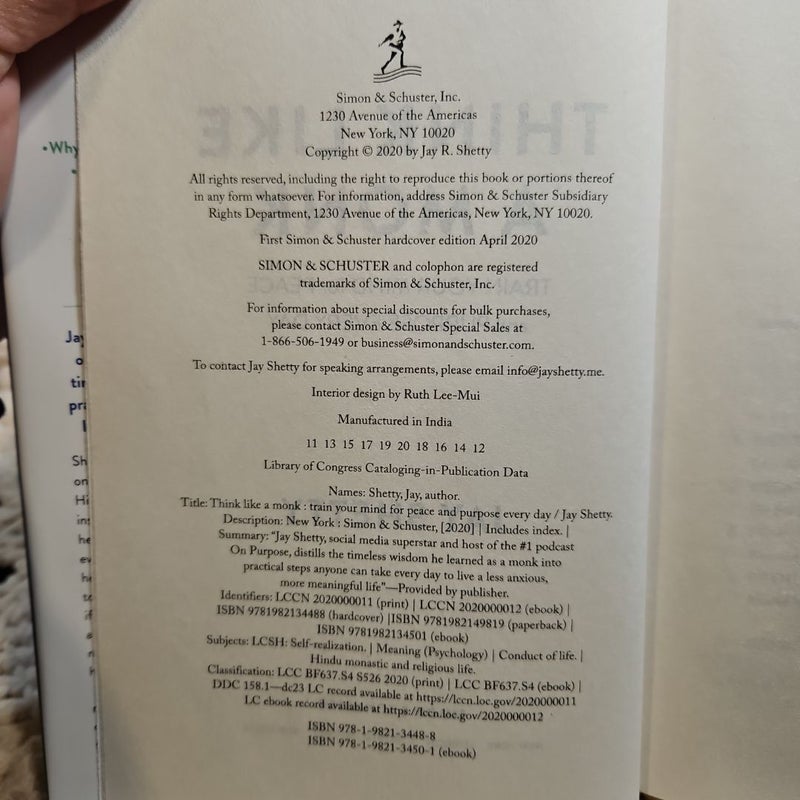 Simon & Schuster, Inc.
1230 Avenue of the Americas
New York, NY 10020
Copyright © 2020 by Jay R. Shetty
All rights reserved, including the right to reproduce this book or portions thereof
in any form whatsoever. For information, address Simon & Schuster Subsidiary
Rights Department, 1230 Avenue of the Americas, New York, NY 10020.
First Simon & Schuster hardcover edition April 2020
SIMON & SCHUSTER and colophon are registered
trademarks of Simon & Schuster, Inc.
For information about special discounts for bulk purchases,
please contact Simon & Schuster Special Sales at
1-866-506-1949 or business@simonandschuster.com.
To contact Jay Shetty for speaking arrangements, please email info@jayshetty.me.
Interior design by Ruth Lee-Mui
Manufactured in India
11 13 15 17 19 20 18 16 14 12
Library of Congress Cataloging-in-Publication Data
Names: Shetty, Jay, author.
Title: Think like a monk : train your mind for peace and purpose every day / Jay Shetty.
Description: New York : Simon & Schuster, [2020] | Includes index. |
Summary: "Jay Shetty, social media superstar and host of the #1 podcast
On Purpose, distills the timeless wisdom he learned as a monk into
practical steps anyone can take every day to live a less anxious,
more meaningful life"—Provided by publisher.
Identifiers: LCCN 2020000011 (print) | LCCN 2020000012 (ebook) |
ISBN 9781982134488 (hardcover) |ISBN 9781982149819 (paperback) |
ISBN 9781982134501 (ebook)
Subjects: LCSH: Self-realization. | Meaning (Psychology) | Conduct of life. |
Hindu monastic and religious life.
Classification: LCC BF637.S4 S526 2020 (print) | LCC BF637.S4 (ebook) |
DDC 158.1—dc23 LC record available at https://lccn.loc.gov/2020000011
LC ebook record available at https://lccn.loc.gov/2020000012
ISBN 978-1-9821-3448-8
ISBN 978-1-9821-3450-1 (ebook)